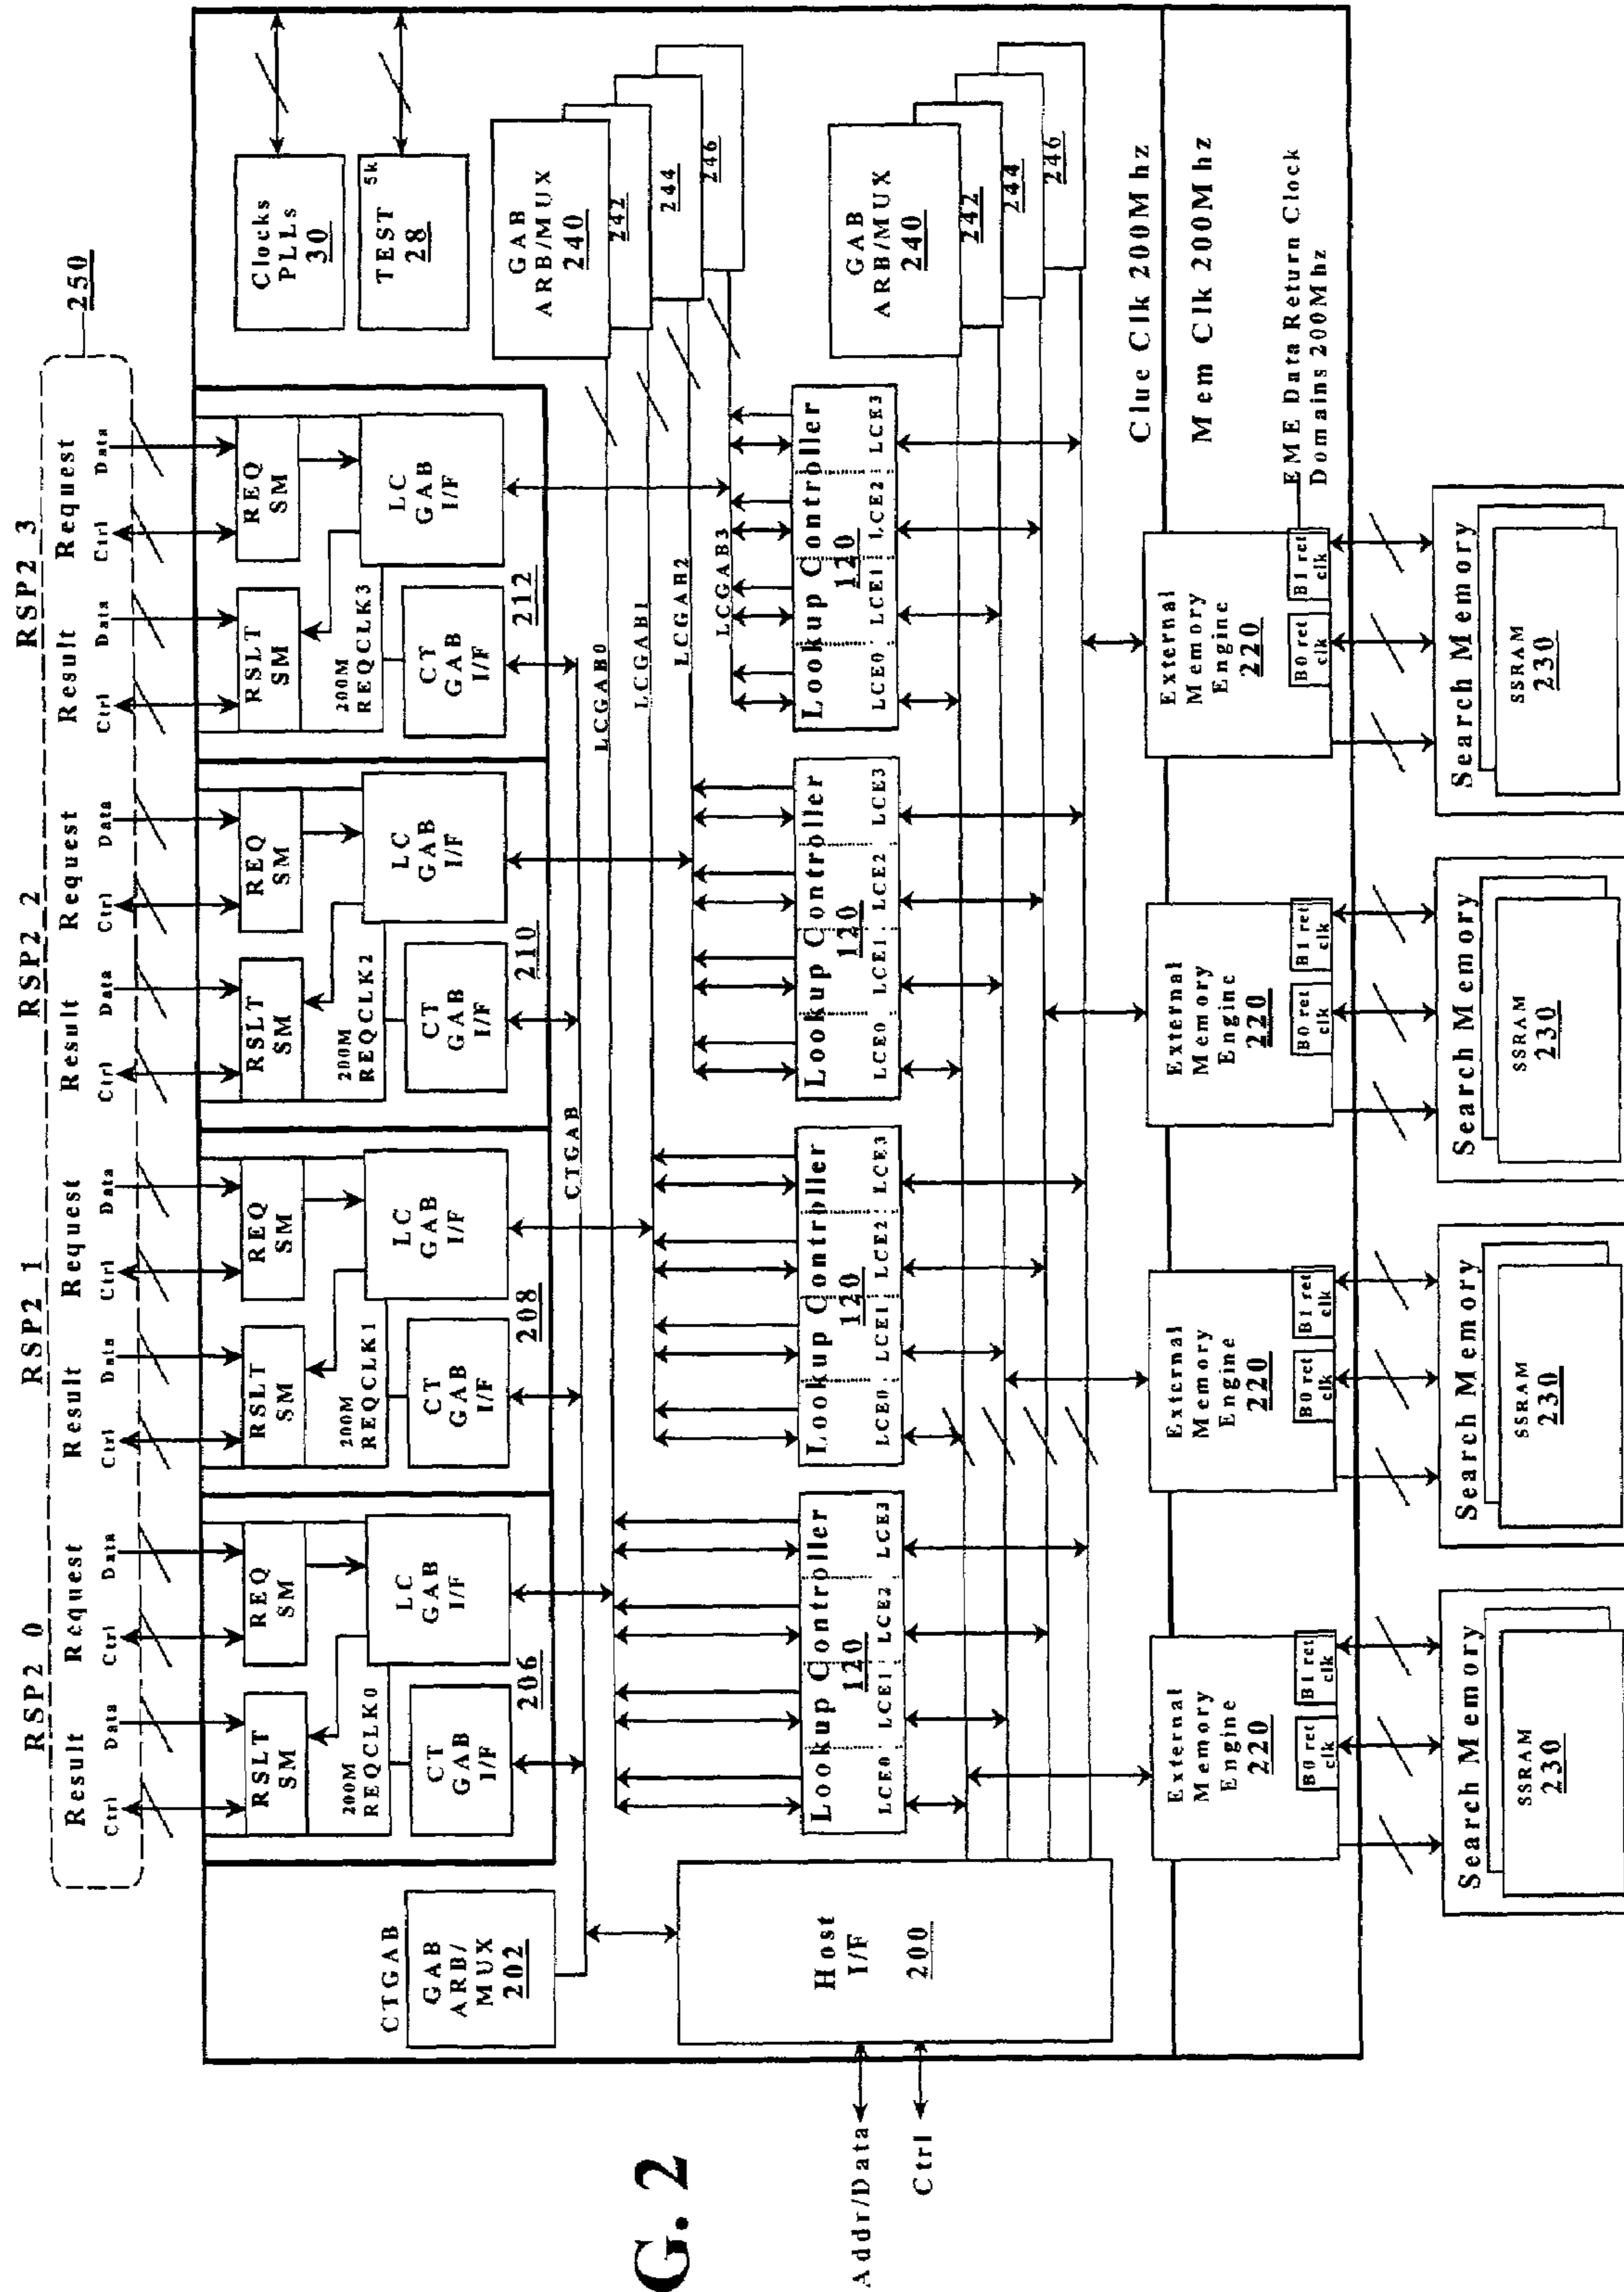 RSP2_0
RSP2_1
RSP2_2
RSP2_3
250
Result
Request
Result
Request
Result
Request
Result
Request
Ctrl
Data
Ctrl
Data
Ctrl
Data
Ctrl
Data
Ctrl
Data
Ctrl
Data
Ctrl
Data
Ctrl
Data
RSLT
SM
REQ
SM
200M
REQCLK0
LC
GAB
I/F
CT
GAB
I/F
206
RSLT
SM
REQ
SM
200M
REQCLK1
LC
GAB
I/F
CT
GAB
I/F
208
RSLT
SM
REQ
SM
200M
REQCLK2
LC
GAB
I/F
CT
GAB
I/F
210
RSLT
SM
REQ
SM
200M
REQCLK3
LC
GAB
I/F
CT
GAB
I/F
212
Clocks
PLLs
30
5k
TEST
28
CTGAB
GAB
ARB/
MUX
202
CTGAB
LCGAB0
LCGAB1
LCGAB2
LCGAB3
GAB
ARB/MUX
240
242
244
246
Host
I/F
200
Addr/Data
Ctrl
Lookup Controller
120
LCE0
LCE1
LCE2
LCE3
Lookup Controller
120
LCE0
LCE1
LCE2
LCE3
Lookup Controller
120
LCE0
LCE1
LCE2
LCE3
Lookup Controller
120
LCE0
LCE1
LCE2
LCE3
GAB
ARB/MUX
240
242
244
246
Clue Clk 200Mhz
Mem Clk 200Mhz
EME Data Return Clock
Domains 200Mhz
External
Memory
Engine
220
B0 ret
clk
B1 ret
clk
External
Memory
Engine
220
B0 ret
clk
B1 ret
clk
External
Memory
Engine
220
B0 ret
clk
B1 ret
clk
External
Memory
Engine
220
B0 ret
clk
B1 ret
clk
Search Memory
SSRAM
230
Search Memory
SSRAM
230
Search Memory
SSRAM
230
Search Memory
SSRAM
230
G. 2